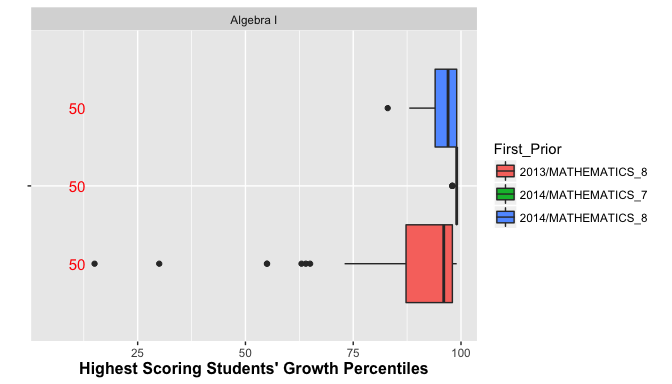 Algebra I
50
50
50
First_Prior
2013/MATHEMATICS_8
2014/MATHEMATICS_7
2014/MATHEMATICS_8
25 50 75 100
Highest Scoring Students' Growth Percentiles